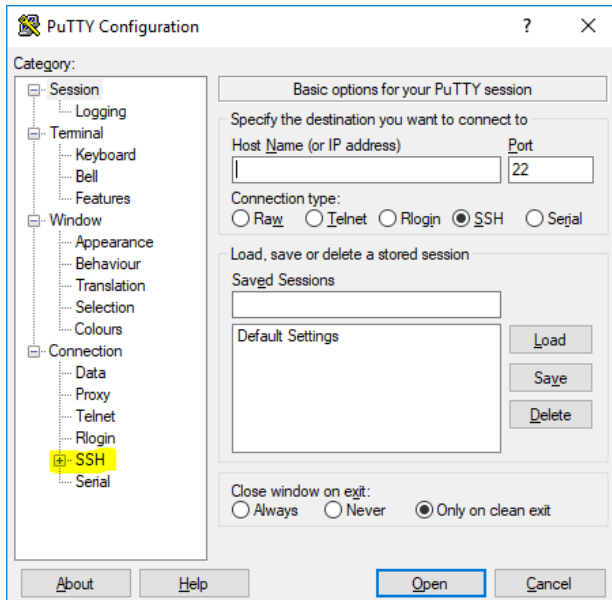 PuTTY Configuration
?
Category:
Session
Logging
Terminal
Keyboard
Bell
Features
Window
Appearance
Behaviour
Translation
Selection
Colours
Connection
Data
Proxy
Telnet
Rlogin
SSH
Serial
Basic options for your PuTTY session
Specify the destination you want to connect to
Host Name (or IP address) Port
22
Connection type:
Raw Telnet Rlogin SSH Serial
Load, save or delete a stored session
Saved Sessions
Default Settings
Load
Save
Delete
Close window on exit:
Always Never Only on clean exit
About Help Open Cancel